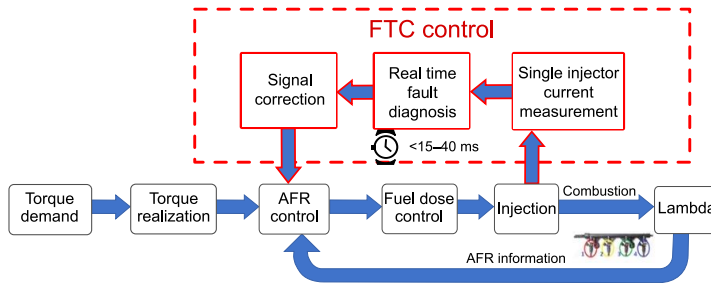 FTC control
Signal
correction
Real time
fault
diagnosis
Single injector
current
measurement
<15–40 ms
Torque
demand
Torque
realization
AFR
control
Fuel dose
control
Injection
Combustion
Lambda
AFR information